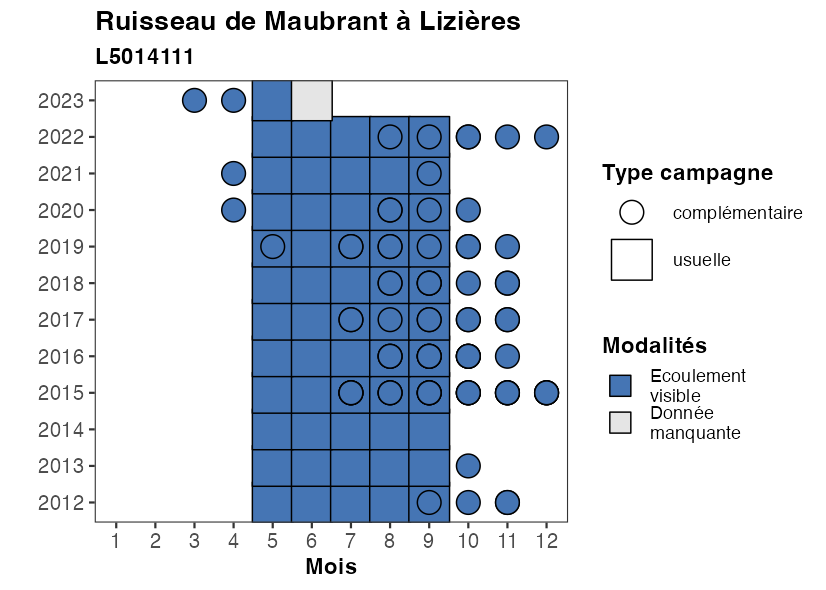 Ruisseau de Maubrant à Lizières
L5014111
2023
2022
2021
2020
2019
2018
2017
2016
2015
2014
2013
2012
1 2 3 4 5 6 7 8 9 10 11 12
Mois
Type campagne
complémentaire
usuelle
Modalités
Ecoulement
visible
Donnée
manquante